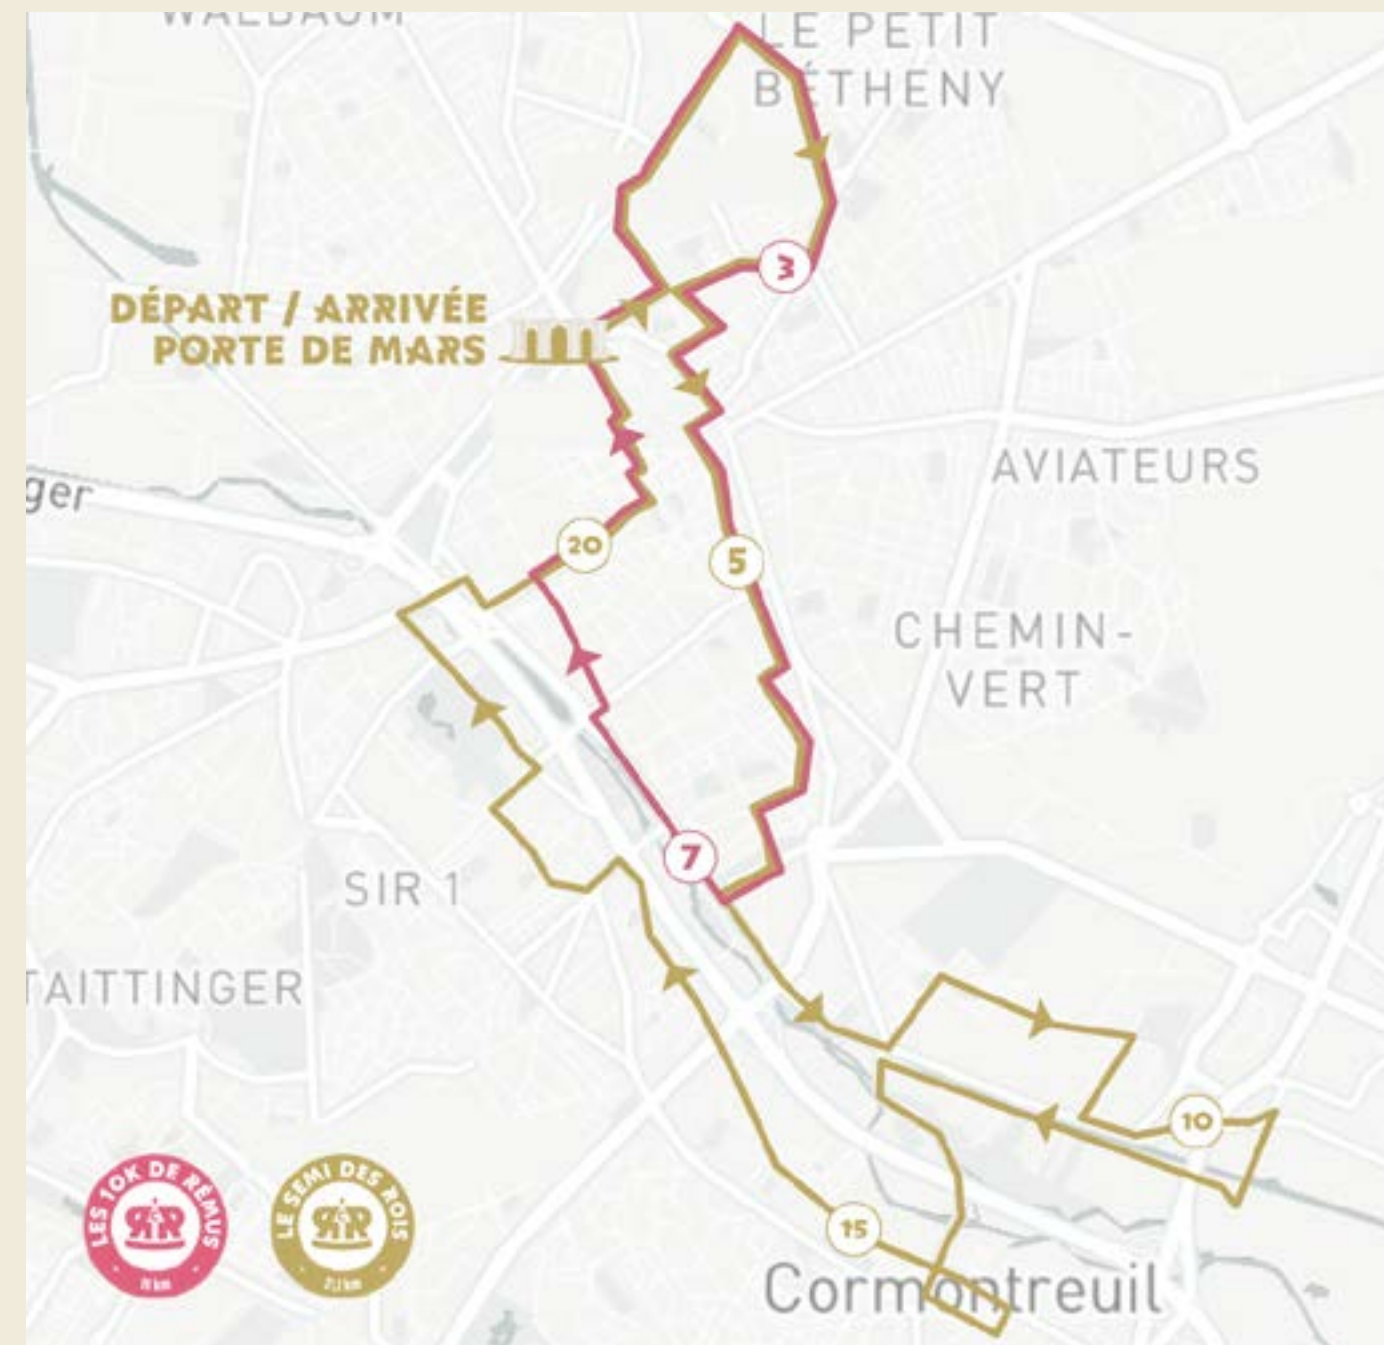 WALBAUM
LE PETIT
BÉTHENY
3
DÉPART / ARRIVÉE
PORTE DE MARS
AVIATEURS
ger
20
5
CHEMIN-
VERT
7
SIR 1
TAITTINGER
10
15
Cormontreuil
LES 10K DE RÉMUS
LE SEMI DES ROIS